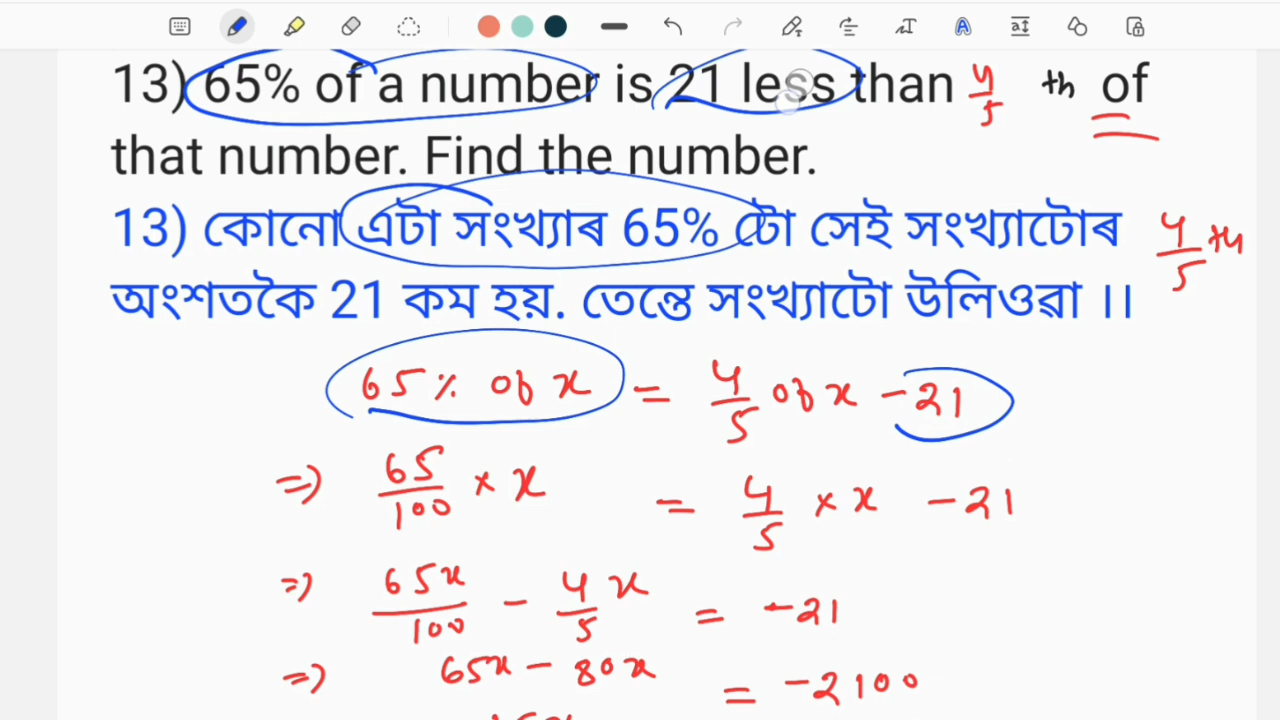 13) 65% of a number is 21 less than 4/5 th of
that number. Find the number.
13) কোনো এটা সংখ্যাৰ 65% টো সেই সংখ্যাটোৰ 4/5 th
অংশতকৈ 21 কম হয়. তেন্তে সংখ্যাটো উলিওৱা ।।
65% of x = 4/5 of x - 21
=> 65/100 × x = 4/5 × x - 21
=> 65x/100 - 4/5 x = -21
=> 65x - 80x = -2100